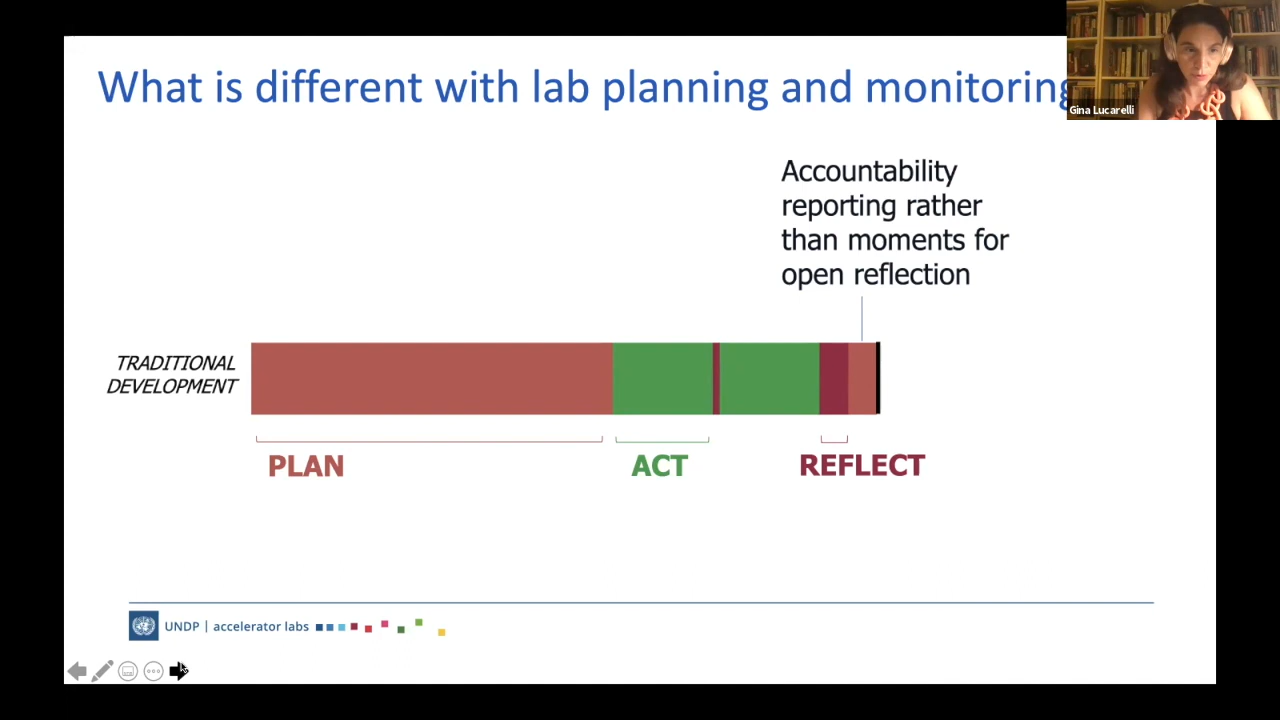 What is different with lab planning and monitoring
Gina Lucarelli
Accountability
reporting rather
than moments for
open reflection
TRADITIONAL
DEVELOPMENT
PLAN
ACT
REFLECT
UNDP | accelerator labs